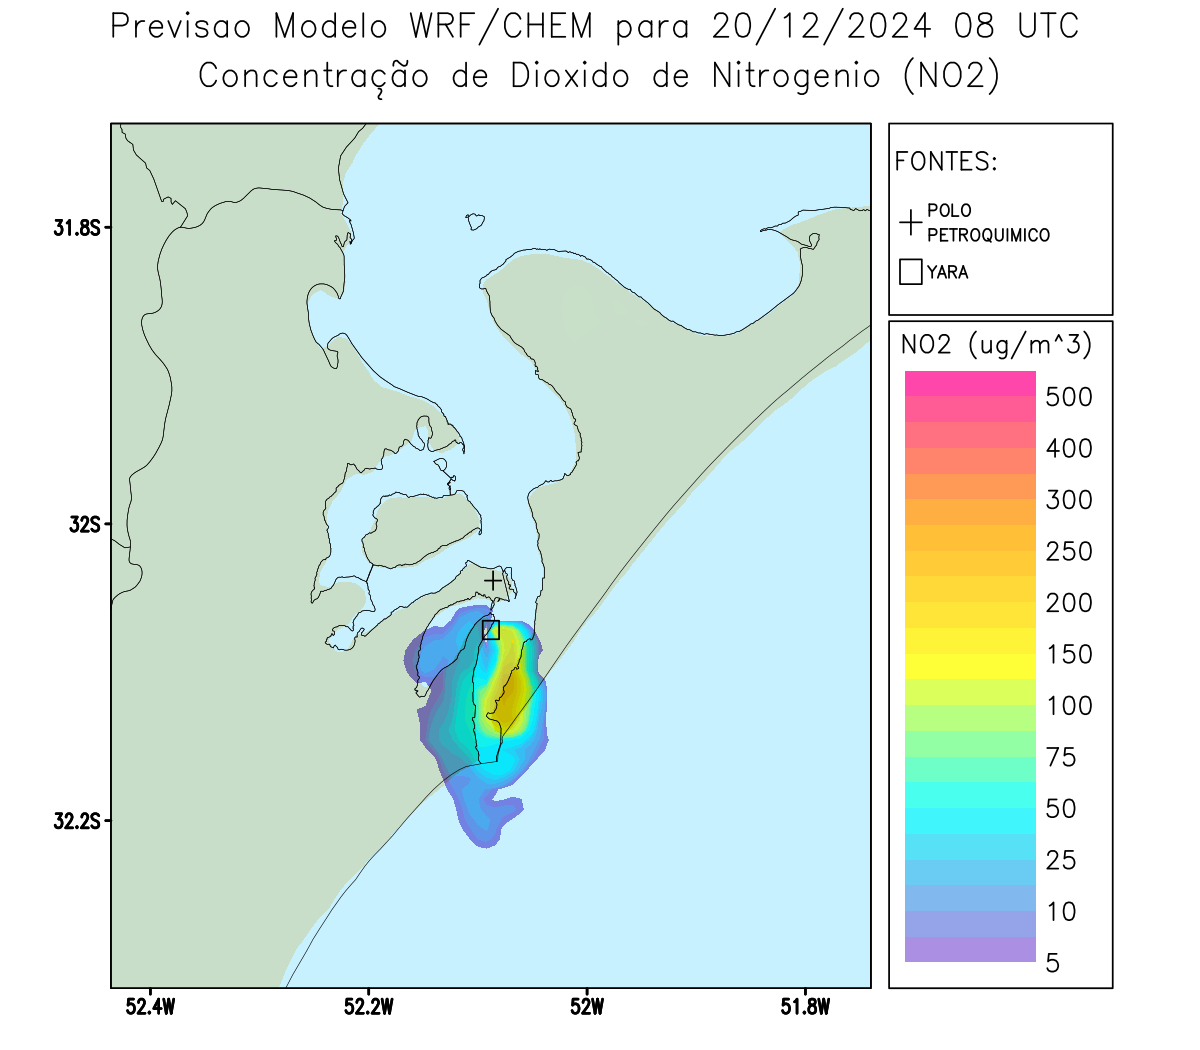 Previsao Modelo WRF/CHEM para 20/12/2024 08 UTC
Concentração de Dioxido de Nitrogenio (NO2)
FONTES:
POLO
PETROQUIMICO
YARA
NO2 (ug/m^3)
500
400
300
250
200
150
100
75
50
25
10
5
31.8S
32S
32.2S
52.4W
52.2W
52W
51.8W